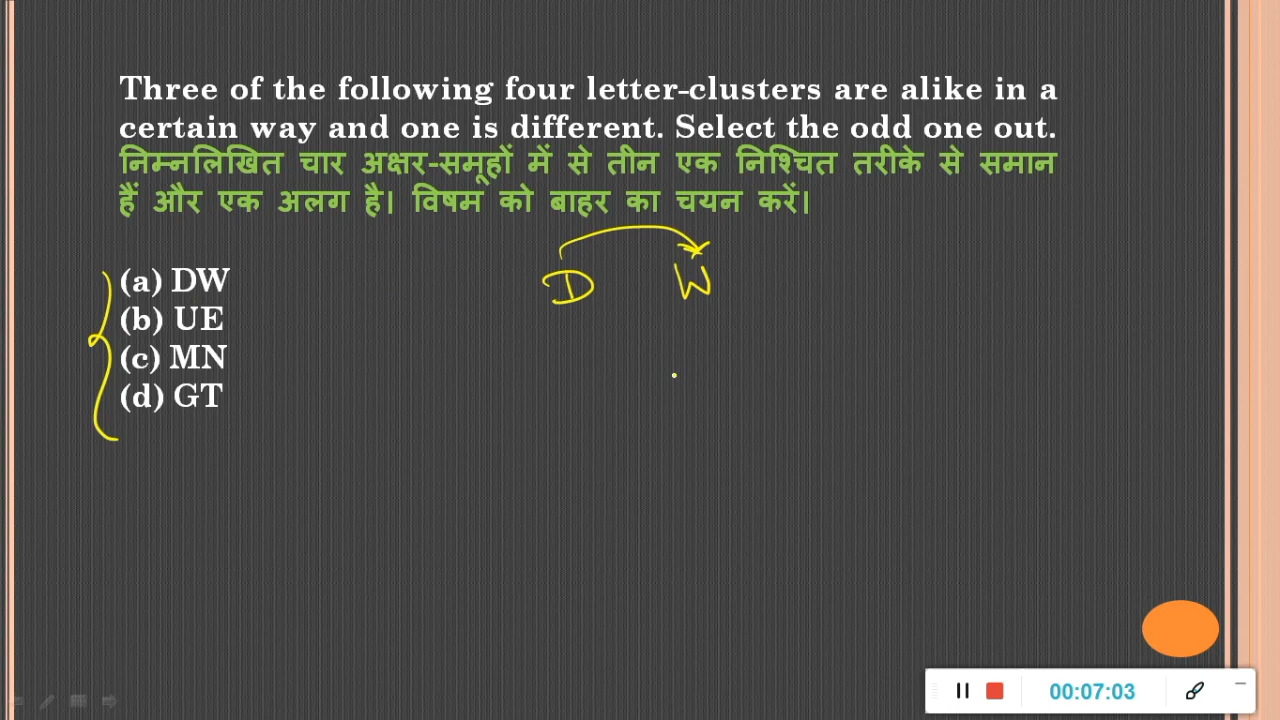 Three of the following four letter-clusters are alike in a
certain way and one is different. Select the odd one out.
निम्नलिखित चार अक्षर-समूहों में से तीन एक निश्चित तरीके से समान
हैं और एक अलग है। विषम को बाहर का चयन करें।
D W
(a) DW
(b) UE
(c) MN
(d) GT
00:07:03